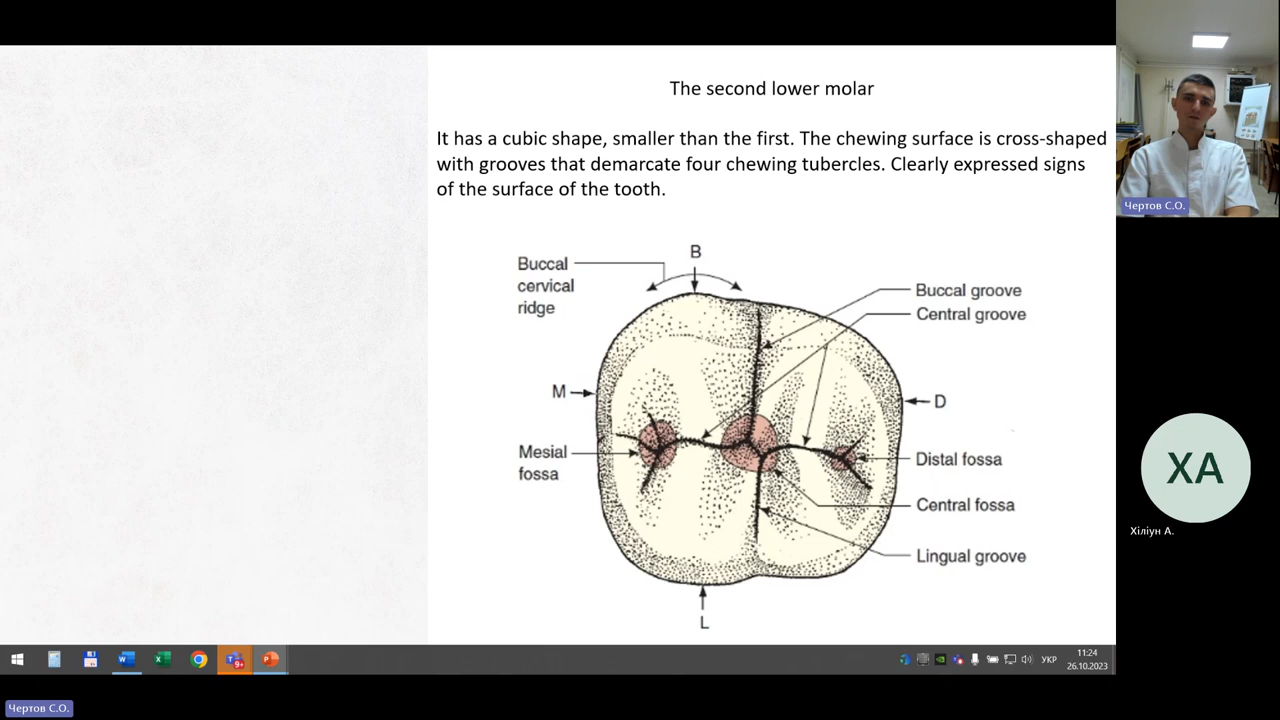 The second lower molar
It has a cubic shape, smaller than the first. The chewing surface is cross-shaped
with grooves that demarcate four chewing tubercles. Clearly expressed signs
of the surface of the tooth.
B
Buccal
cervical
ridge
Buccal groove
Central groove
M
D
Mesial
fossa
Distal fossa
Central fossa
Lingual groove
L
Чертов С.О.
ХА
Хіліун А.
9+
УКР
11:24
26.10.2023
Чертов С.О.